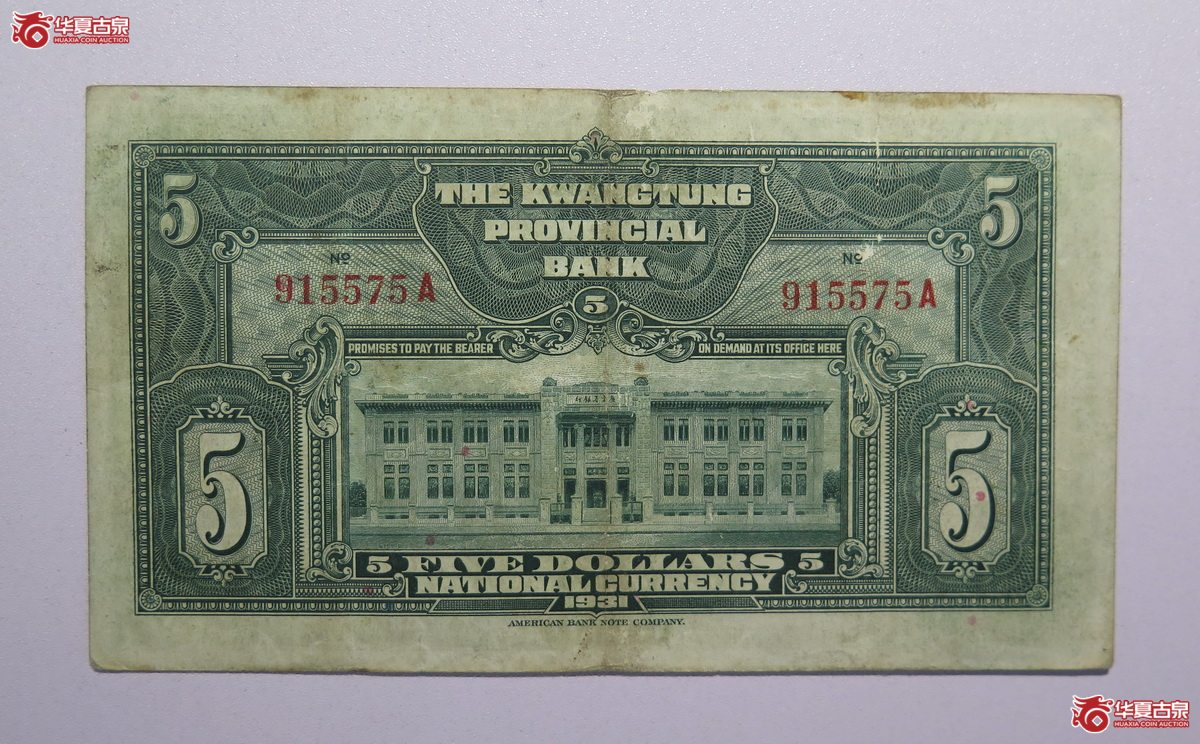 华夏古泉
HUAXIA COIN AUCTION
5
THE KWANGTUNG
PROVINCIAL
BANK
5
Nº
915575 A
Nº
915575 A
5
PROMISES TO PAY THE BEARER
ON DEMAND AT ITS OFFICE HERE
5
5
5 FIVE DOLLARS 5
NATIONAL CURRENCY
1931
AMERICAN BANK NOTE COMPANY.
华夏古泉
HUAXIA COIN AUCTION